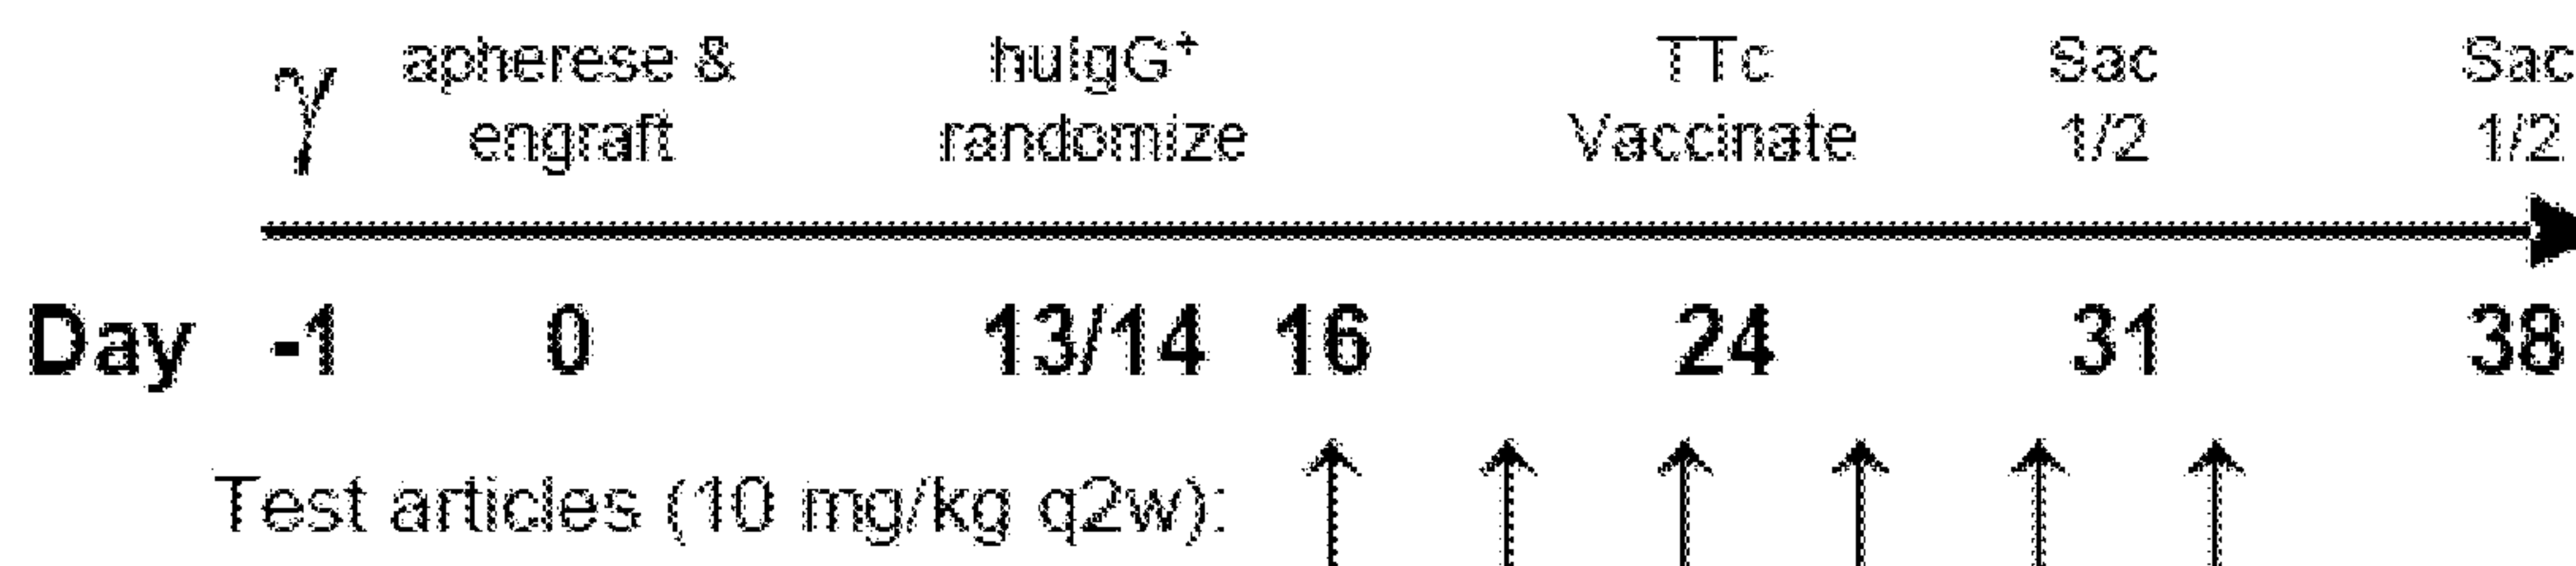 γ apherese & huIgG⁺ TTc Sac Sac
engraft randomize Vaccinate 1/2 1/2
Day -1 0 13/14 16 24 31 38
Test articles (10 mg/kg q2w):